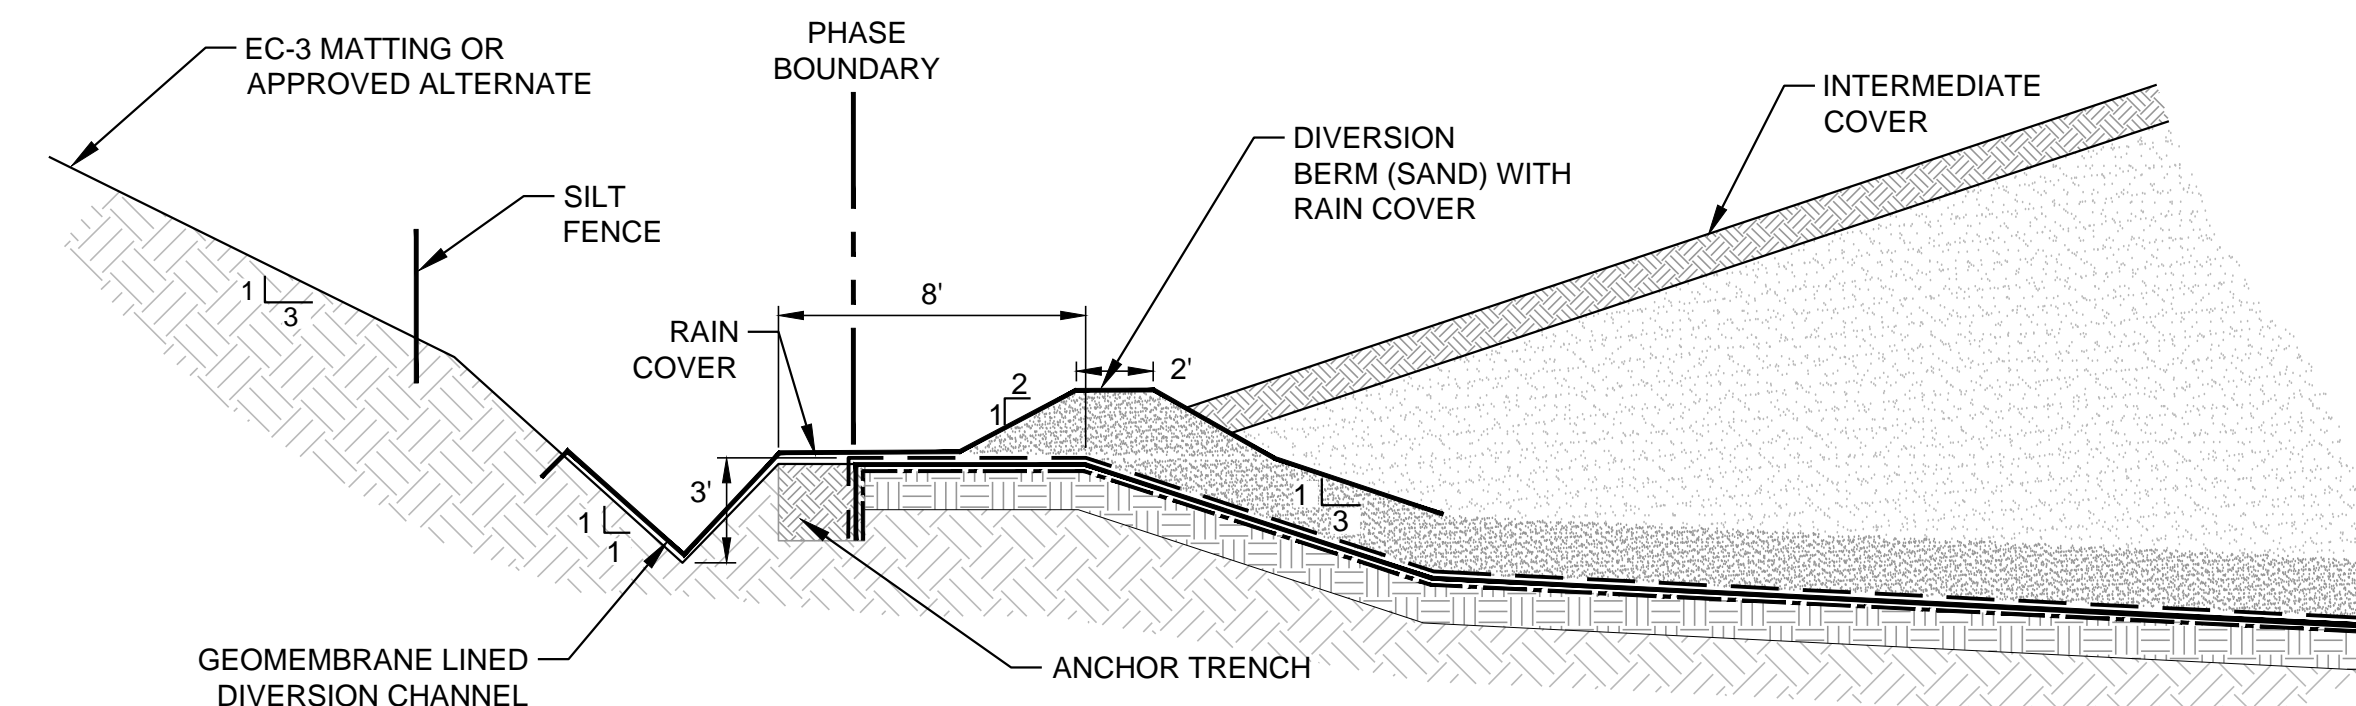 PHASE
BOUNDARY
EC-3 MATTING OR
APPROVED ALTERNATE
INTERMEDIATE
COVER
DIVERSION
BERM (SAND) WITH
RAIN COVER
SILT
FENCE
1
3
8'
RAIN
COVER
2'
2
1
3'
1
3
1
1
GEOMEMBRANE LINED
DIVERSION CHANNEL
ANCHOR TRENCH